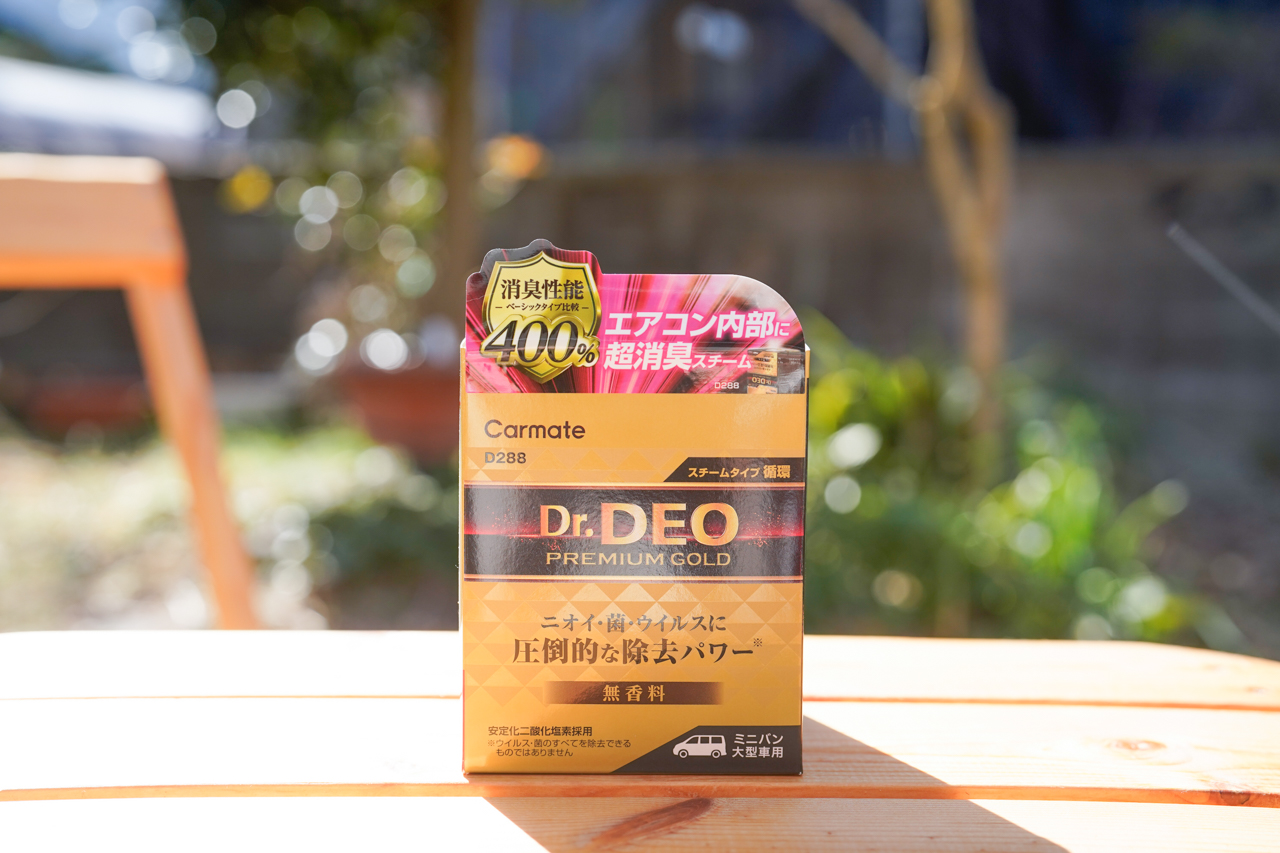 消臭性能
ベーシックタイプ比較
400%
エアコン内部に
超消臭スチーム
D288
Carmate
D288
スチームタイプ 循環
Dr.DEO
PREMIUM GOLD
ニオイ・菌・ウイルスに
圧倒的な除去パワー※
無香料
安定化二酸化塩素採用
※ウイルス・菌のすべてを除去できる
ものではありません
ミニバン
大型車用